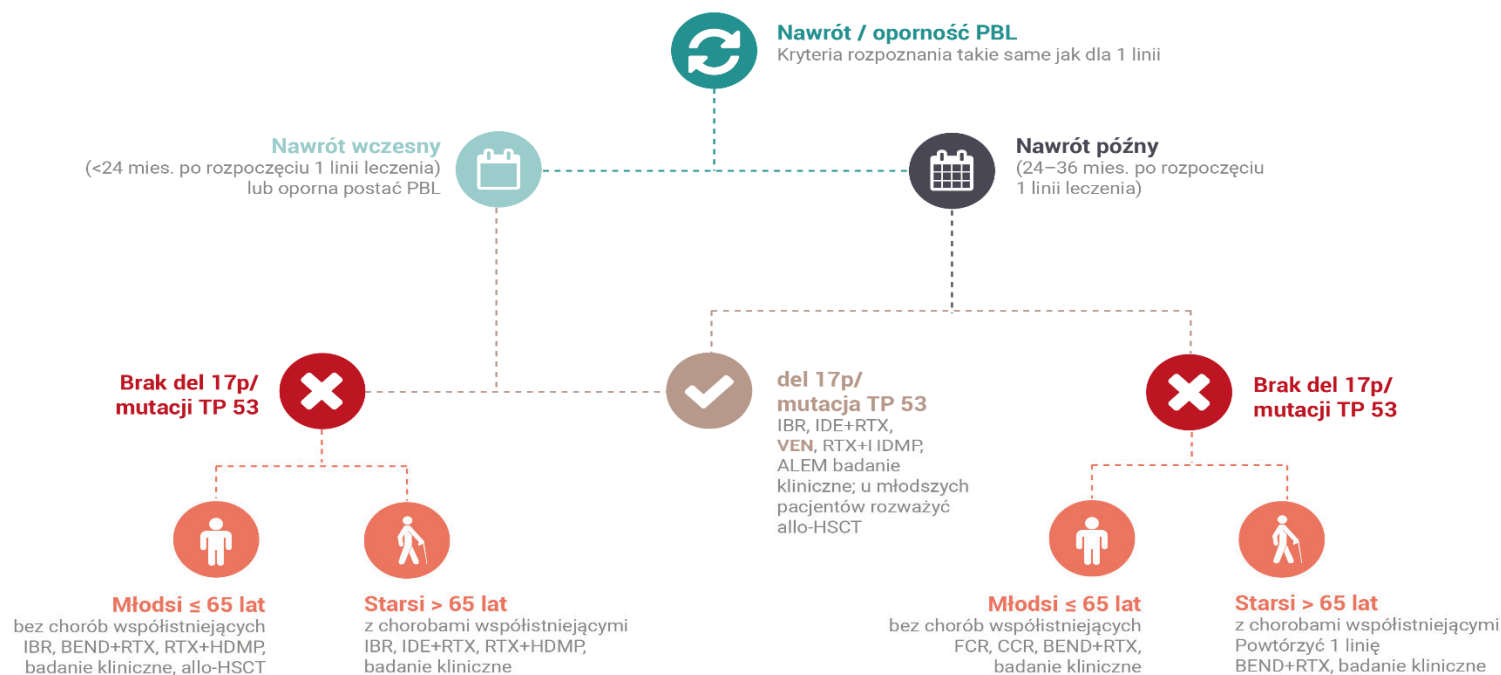 Nawrót / oporność PBL
Kryteria rozpoznania takie same jak dla 1 linii
Nawrót wczesny
(<24 mies. po rozpoczęciu 1 linii leczenia)
lub oporna postać PBL
Nawrót późny
(24–36 mies. po rozpoczęciu
1 linii leczenia)
Brak del 17p/
mutacji TP 53
del 17p/
mutacja TP 53
IBR, IDE+RTX,
VEN, RTX+HDMP,
ALEM badanie
kliniczne; u młodszych
pacjentów rozważyć
allo-HSCT
Brak del 17p/
mutacji TP 53
Młodsi ≤ 65 lat
bez chorób współistniejących
IBR, BEND+RTX, RTX+HDMP,
badanie kliniczne, allo-HSCT
Starsi > 65 lat
z chorobami współistniejącymi
IBR, IDE+RTX, RTX+HDMP,
badanie kliniczne
Młodsi ≤ 65 lat
bez chorób współistniejących
FCR, CCR, BEND+RTX,
badanie kliniczne
Starsi > 65 lat
z chorobami współistniejącymi
Powtórzyć 1 linię
BEND+RTX, badanie kliniczne